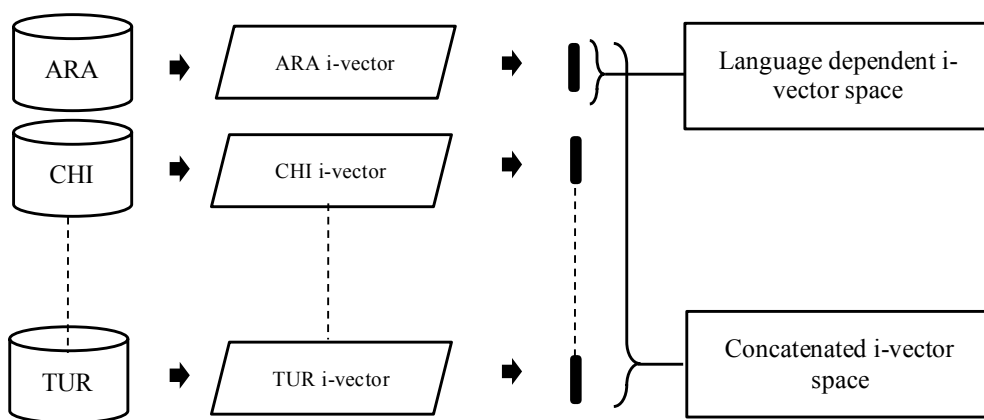 ARA
ARA i-vector
Language dependent i-
vector space
CHI
CHI i-vector
TUR
TUR i-vector
Concatenated i-vector
space